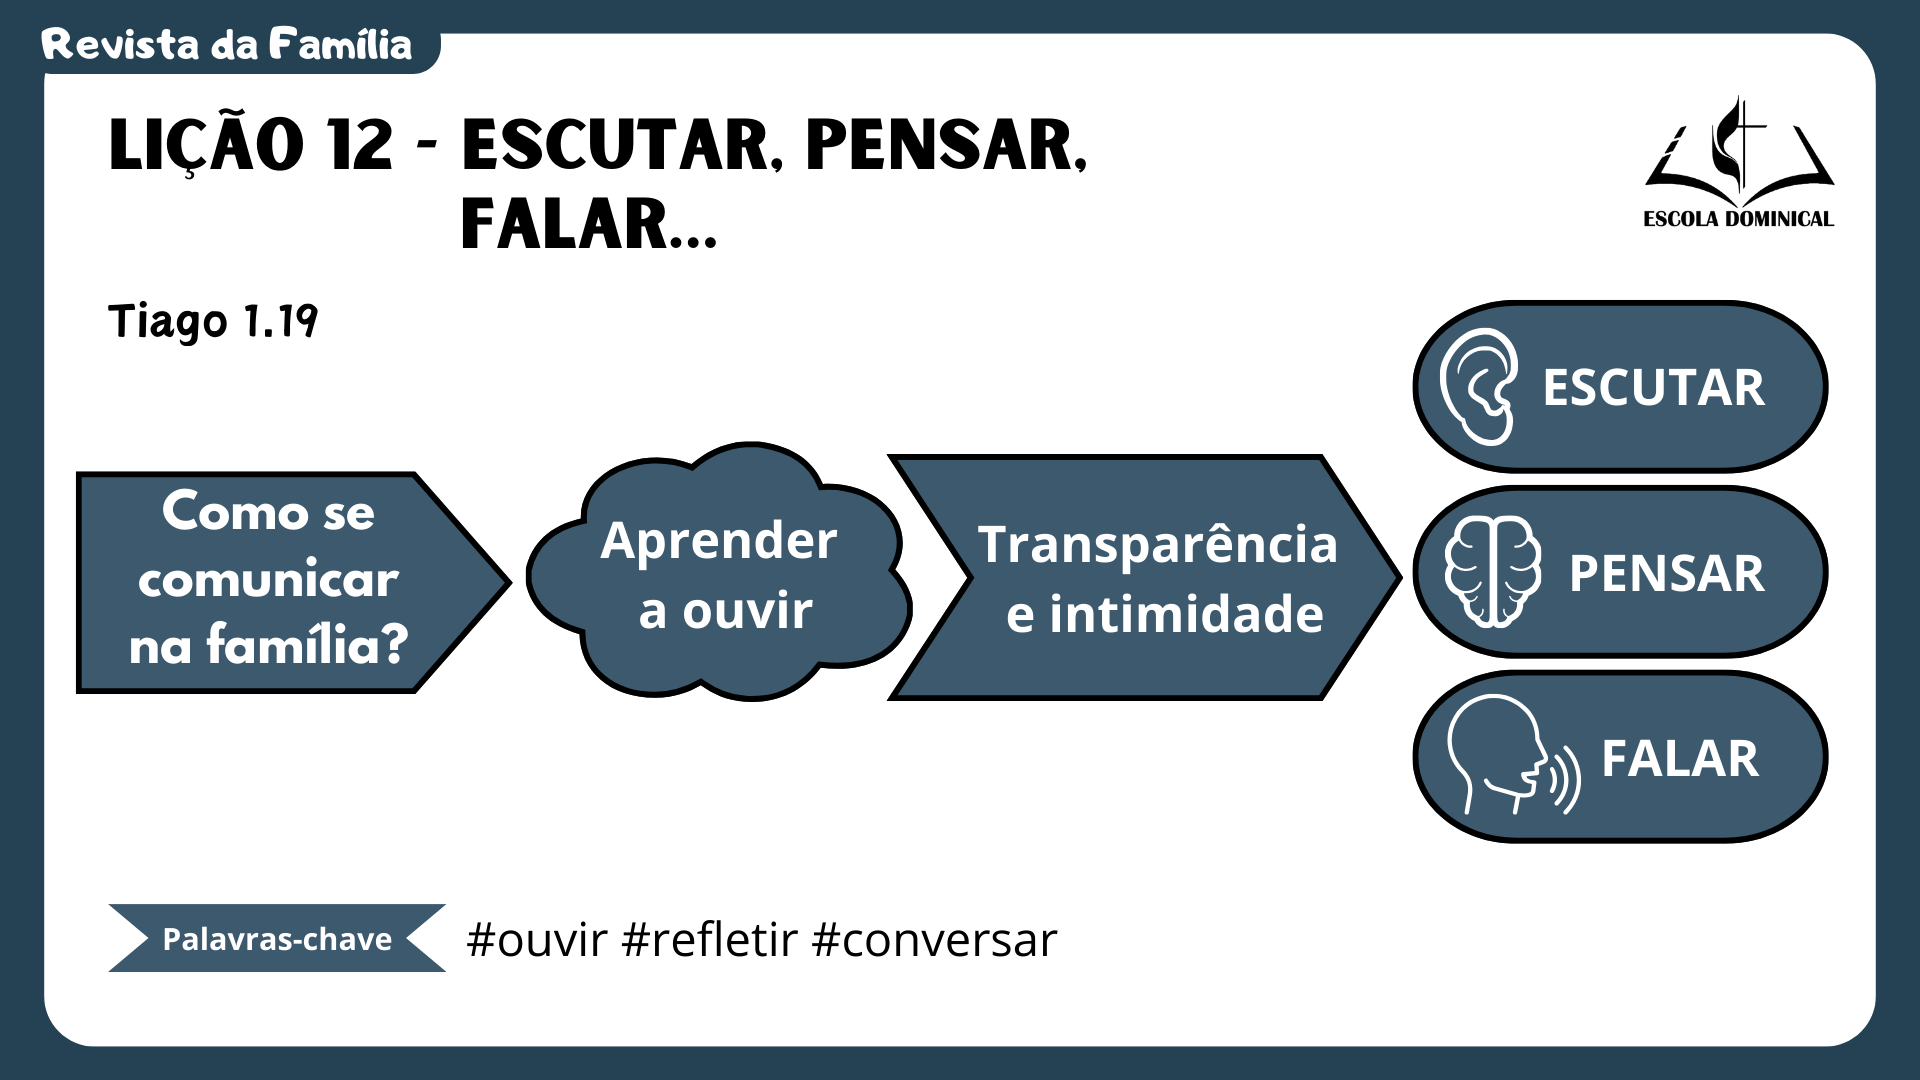 Revista da Família
LIÇÃO 12 - ESCUTAR, PENSAR,
FALAR...
ESCOLA DOMINICAL
Tiago 1.19
Como se
comunicar
na família?
Aprender
a ouvir
Transparência
e intimidade
ESCUTAR
PENSAR
FALAR
Palavras-chave
#ouvir #refletir #conversar